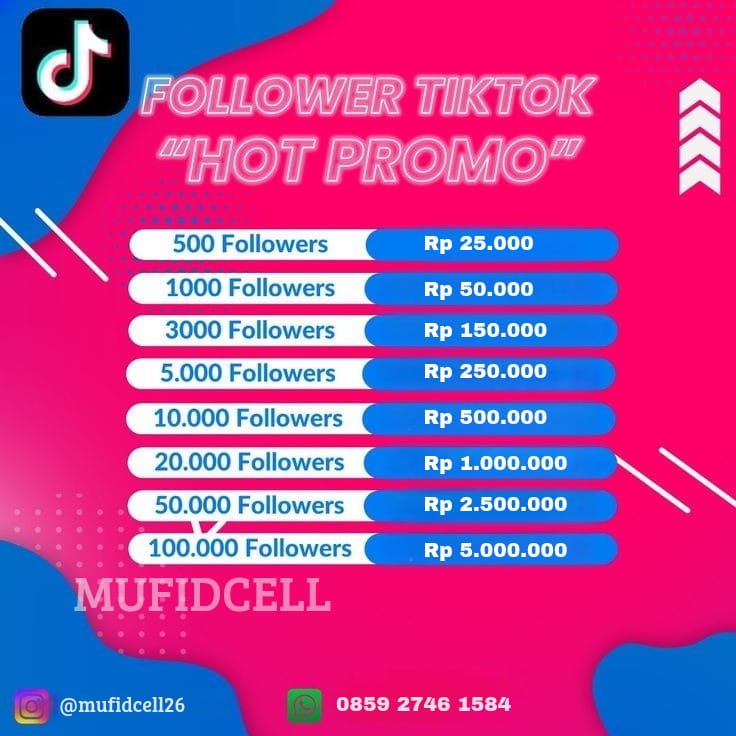 FOLLOWER TIKTOK
“HOT PROMO”
500 Followers Rp 25.000
1000 Followers Rp 50.000
3000 Followers Rp 150.000
5.000 Followers Rp 250.000
10.000 Followers Rp 500.000
20.000 Followers Rp 1.000.000
50.000 Followers Rp 2.500.000
100.000 Followers Rp 5.000.000
MUFIDCELL
@mufidcell26 0859 2746 1584